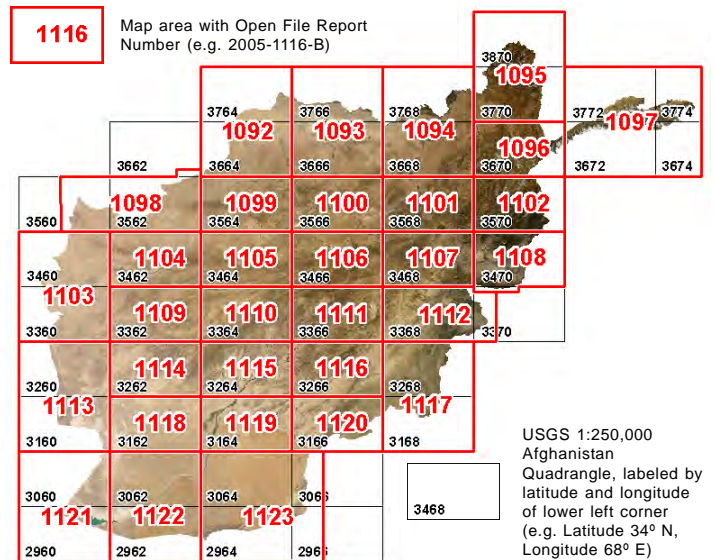 1116
Map area with Open File Report
Number (e.g. 2005-1116-B)
3870
1095
3764 3766 3768 3770 3772 3774
1092 1093 1094 1096 1097
3662 3664 3666 3668 3670 3672 3674
1098 1099 1100 1101 1102
3560 3562 3564 3566 3568 3570
1104 1105 1106 1107 1108
3460 3462 3464 3466 3468 3470
1103
1109 1110 1111 1112
3360 3362 3364 3366 3368 3370
1114 1115 1116
3260 3262 3264 3266 3268
1113 1118 1119 1120 1117
3160 3162 3164 3166 3168
3060 3062 3064 3066
1121 1122 1123
2960 2962 2964 2966
3468
USGS 1:250,000
Afghanistan
Quadrangle, labeled by
latitude and longitude
of lower left corner
(e.g. Latitude 34º N,
Longitude 68º E)